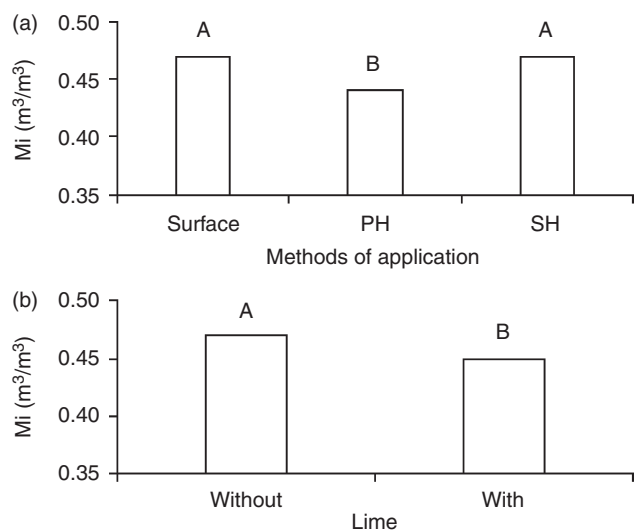 (a)
0.50
0.45
0.40
0.35
Mi (m³/m³)
A
B
A
Surface PH SH
Methods of application
(b)
0.50
0.45
0.40
0.35
Mi (m³/m³)
A
B
Without With
Lime